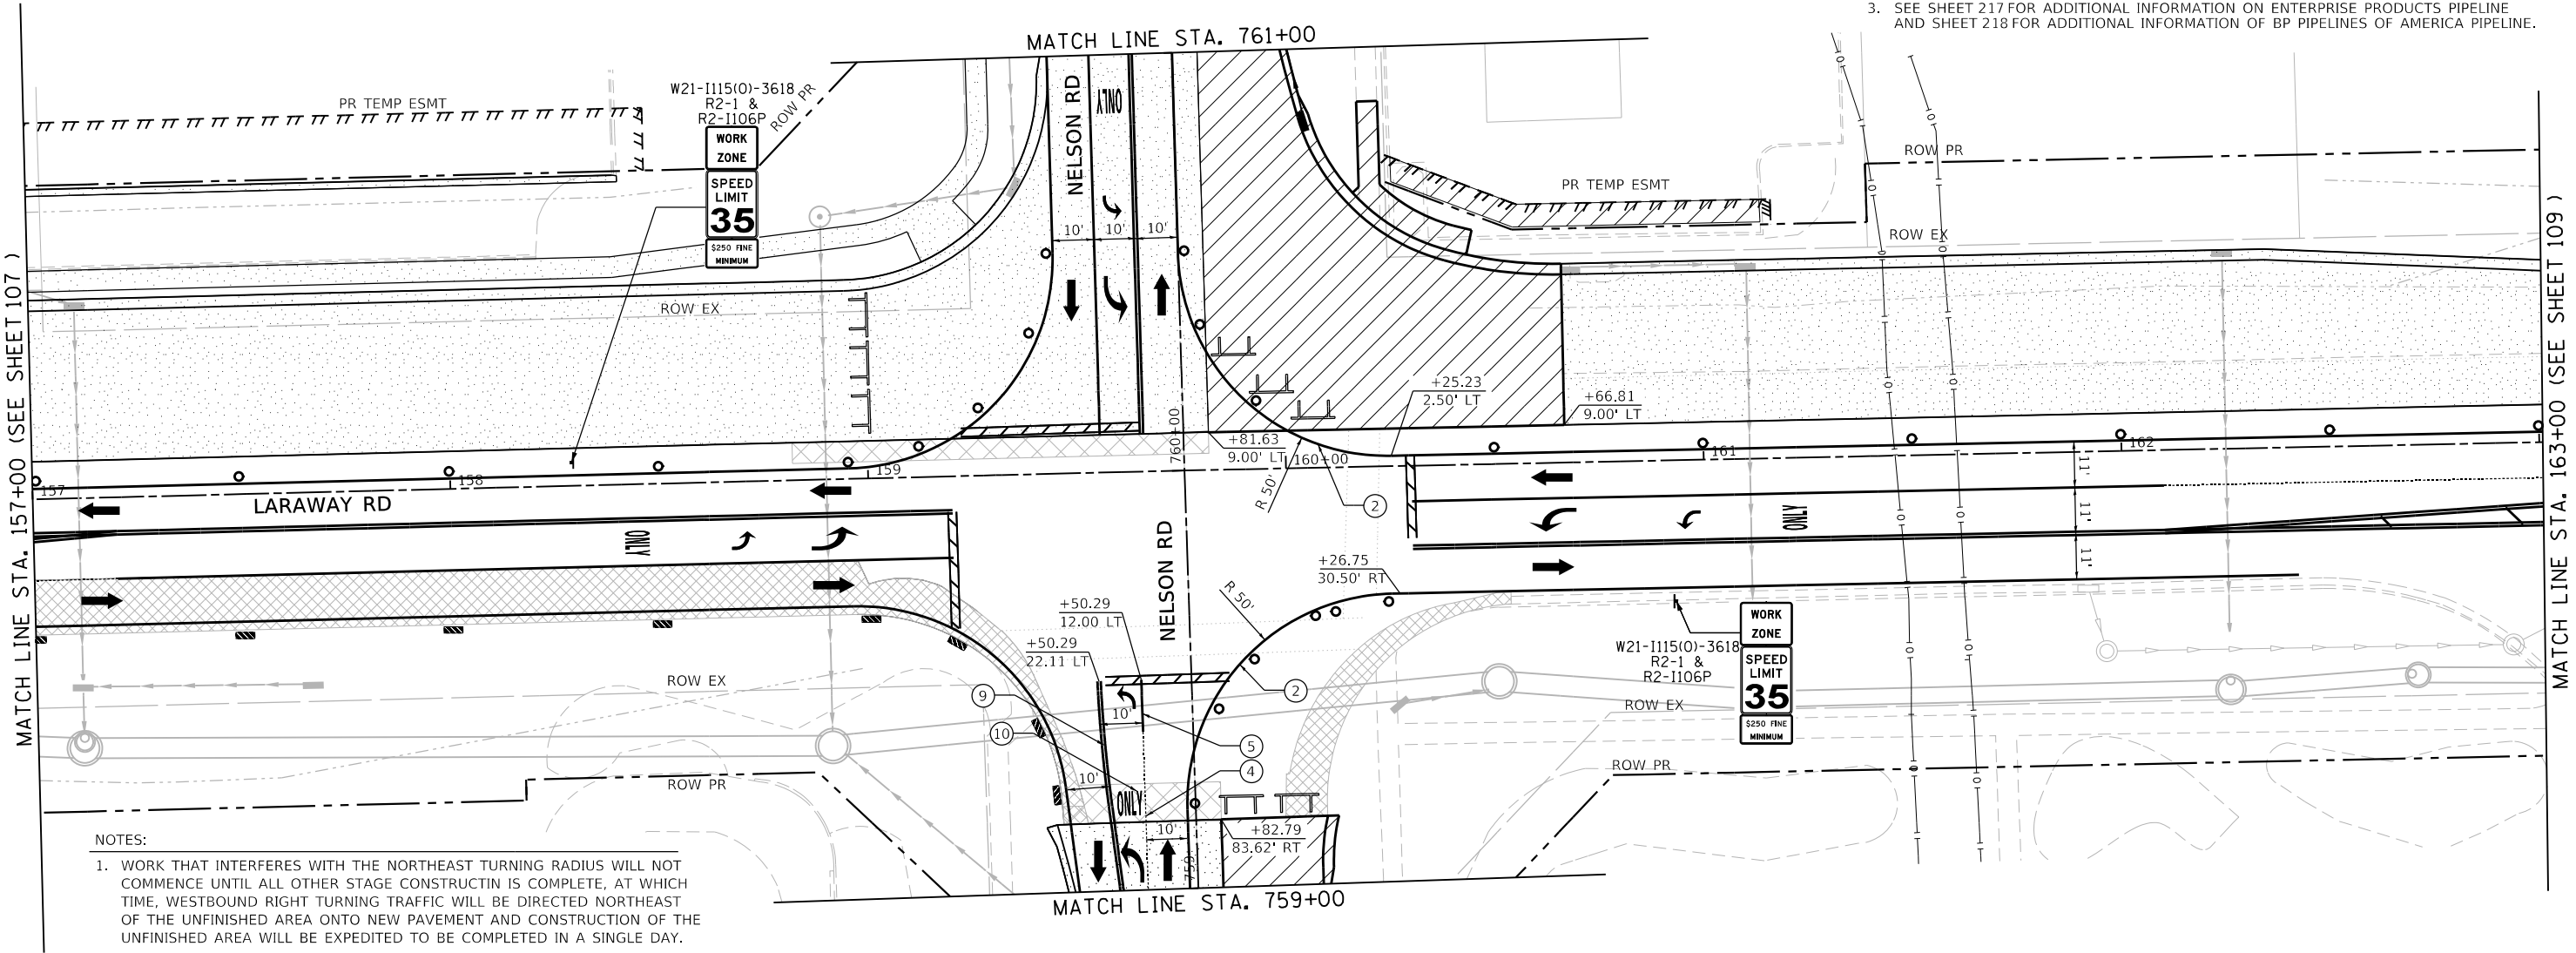 3. SEE SHEET 217 FOR ADDITIONAL INFORMATION ON ENTERPRISE PRODUCTS PIPELINE
AND SHEET 218 FOR ADDITIONAL INFORMATION OF BP PIPELINES OF AMERICA PIPELINE.
MATCH LINE STA. 761+00
W21-I115(O)-3618
R2-1 &
R2-I106P
ROW PR
WORK
ZONE
SPEED
LIMIT
35
$250 FINE
MINIMUM
PR TEMP ESMT
NELSON RD
ONLY
10'
10'
10'
PR TEMP ESMT
ROW PR
ROW EX
ROW EX
MATCH LINE STA. 157+00 (SEE SHEET 107 )
MATCH LINE STA. 163+00 (SEE SHEET 109 )
+25.23
2.50' LT
+66.81
9.00' LT
+81.63
9.00' LT
760+00
157
158
159
160+00
161
162
R 50'
2
LARAWAY RD
ONLY
ONLY
11'
11'
11'
NELSON RD
+26.75
30.50' RT
R 50'
+50.29
12.00 LT
+50.29
22.11 LT
W21-I115(O)-3618
R2-1 &
R2-I106P
WORK
ZONE
SPEED
LIMIT
35
$250 FINE
MINIMUM
ROW EX
ROW EX
9
2
10'
10
5
4
10'
ONLY
ROW PR
ROW PR
10'
+82.79
83.62' RT
759
MATCH LINE STA. 759+00
NOTES:
1. WORK THAT INTERFERES WITH THE NORTHEAST TURNING RADIUS WILL NOT
COMMENCE UNTIL ALL OTHER STAGE CONSTRUCTIN IS COMPLETE, AT WHICH
TIME, WESTBOUND RIGHT TURNING TRAFFIC WILL BE DIRECTED NORTHEAST
OF THE UNFINISHED AREA ONTO NEW PAVEMENT AND CONSTRUCTION OF THE
UNFINISHED AREA WILL BE EXPEDITED TO BE COMPLETED IN A SINGLE DAY.